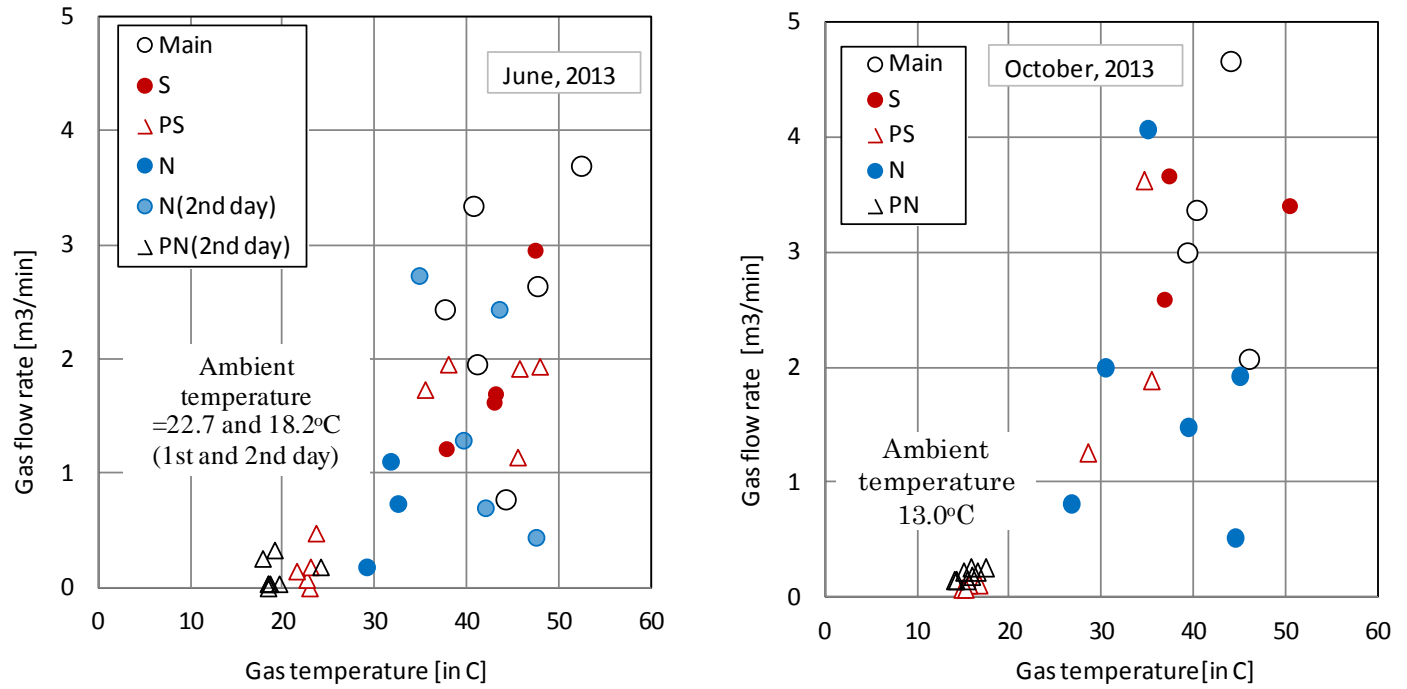 5
4
3
2
1
0
Gas flow rate [m3/min]
Main
S
PS
N
N(2nd day)
PN(2nd day)
June, 2013
Ambient
temperature
=22.7 and 18.2°C
(1st and 2nd day)
0 10 20 30 40 50 60
Gas temperature [in C]
5
4
3
2
1
0
Gas flow rate [m3/min]
Main
S
PS
N
PN
October, 2013
Ambient
temperature
13.0°C
0 10 20 30 40 50 60
Gas temperature [in C]